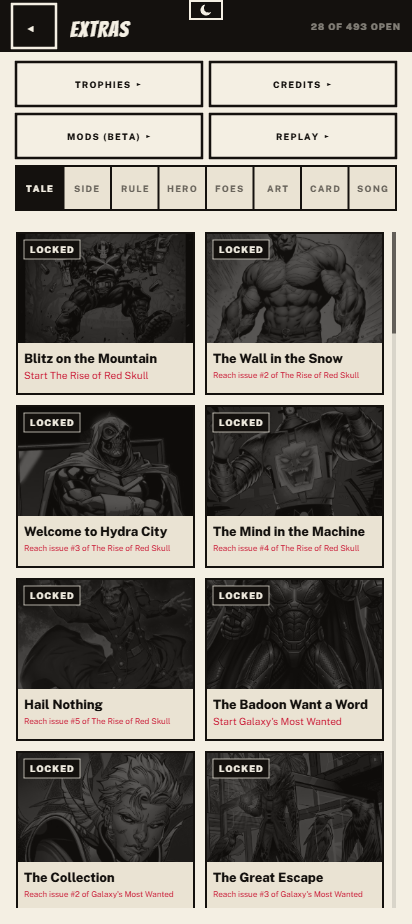 ◄
EXTRAS
28 OF 493 OPEN
TROPHIES ►
CREDITS ►
MODS (BETA) ►
REPLAY ►
TALE SIDE RULE HERO FOES ART CARD SONG
LOCKED
Blitz on the Mountain
Start The Rise of Red Skull
LOCKED
The Wall in the Snow
Reach issue #2 of The Rise of Red Skull
LOCKED
Welcome to Hydra City
Reach issue #3 of The Rise of Red Skull
LOCKED
The Mind in the Machine
Reach issue #4 of The Rise of Red Skull
LOCKED
Hail Nothing
Reach issue #5 of The Rise of Red Skull
LOCKED
The Badoon Want a Word
Start Galaxy's Most Wanted
LOCKED
The Collection
Reach issue #2 of Galaxy's Most Wanted
LOCKED
The Great Escape
Reach issue #3 of Galaxy's Most Wanted